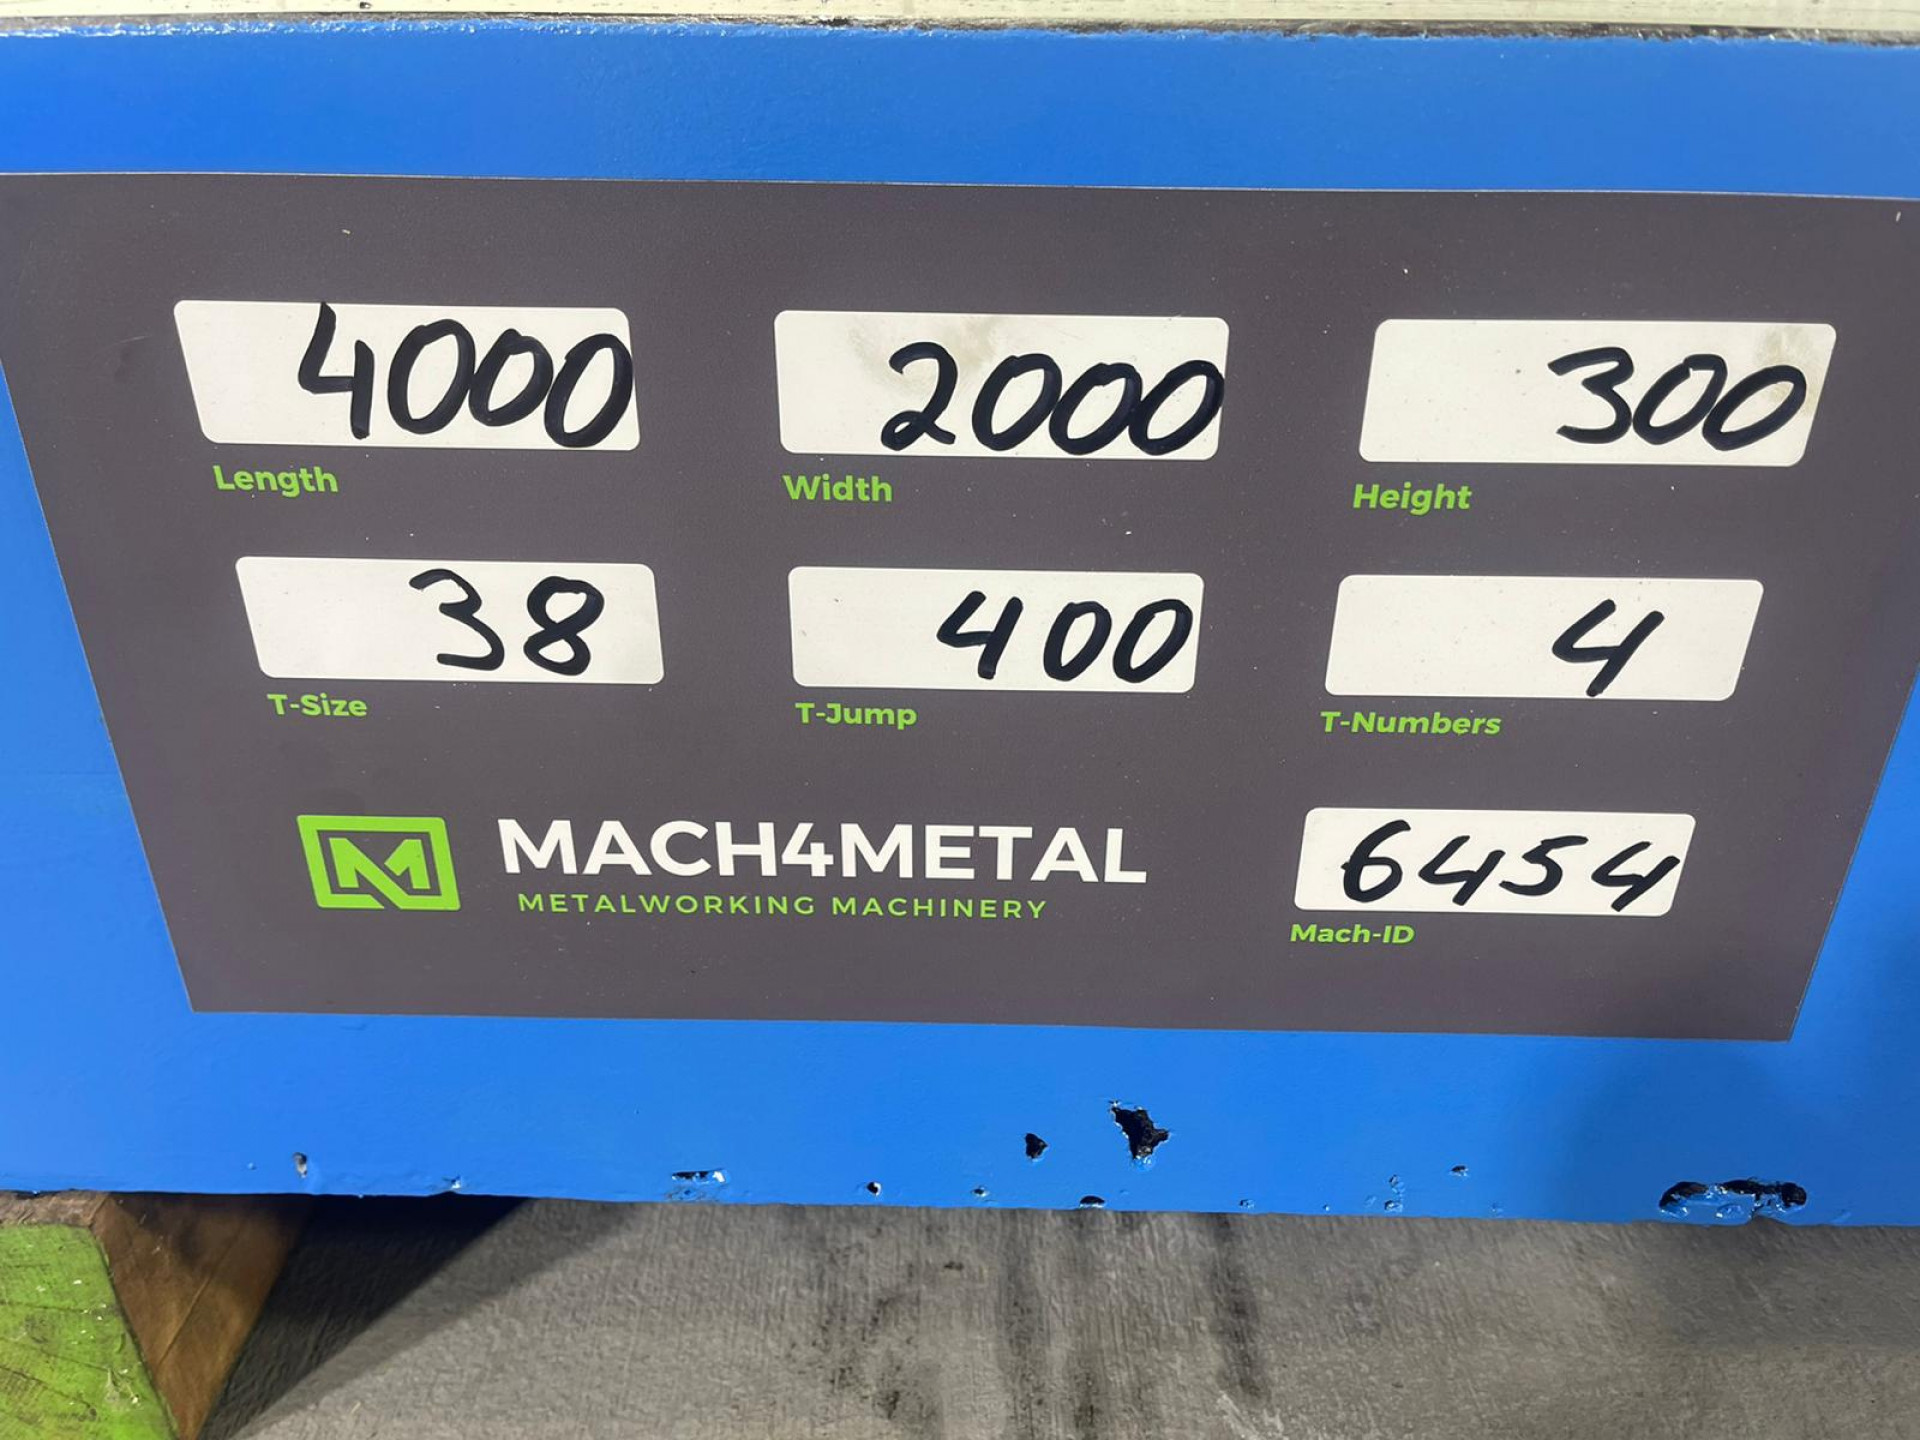 4000 2000 300
Length Width Height
38 400 4
T-Size T-Jump T-Numbers
MACH4METAL 6454
METALWORKING MACHINERY Mach-ID